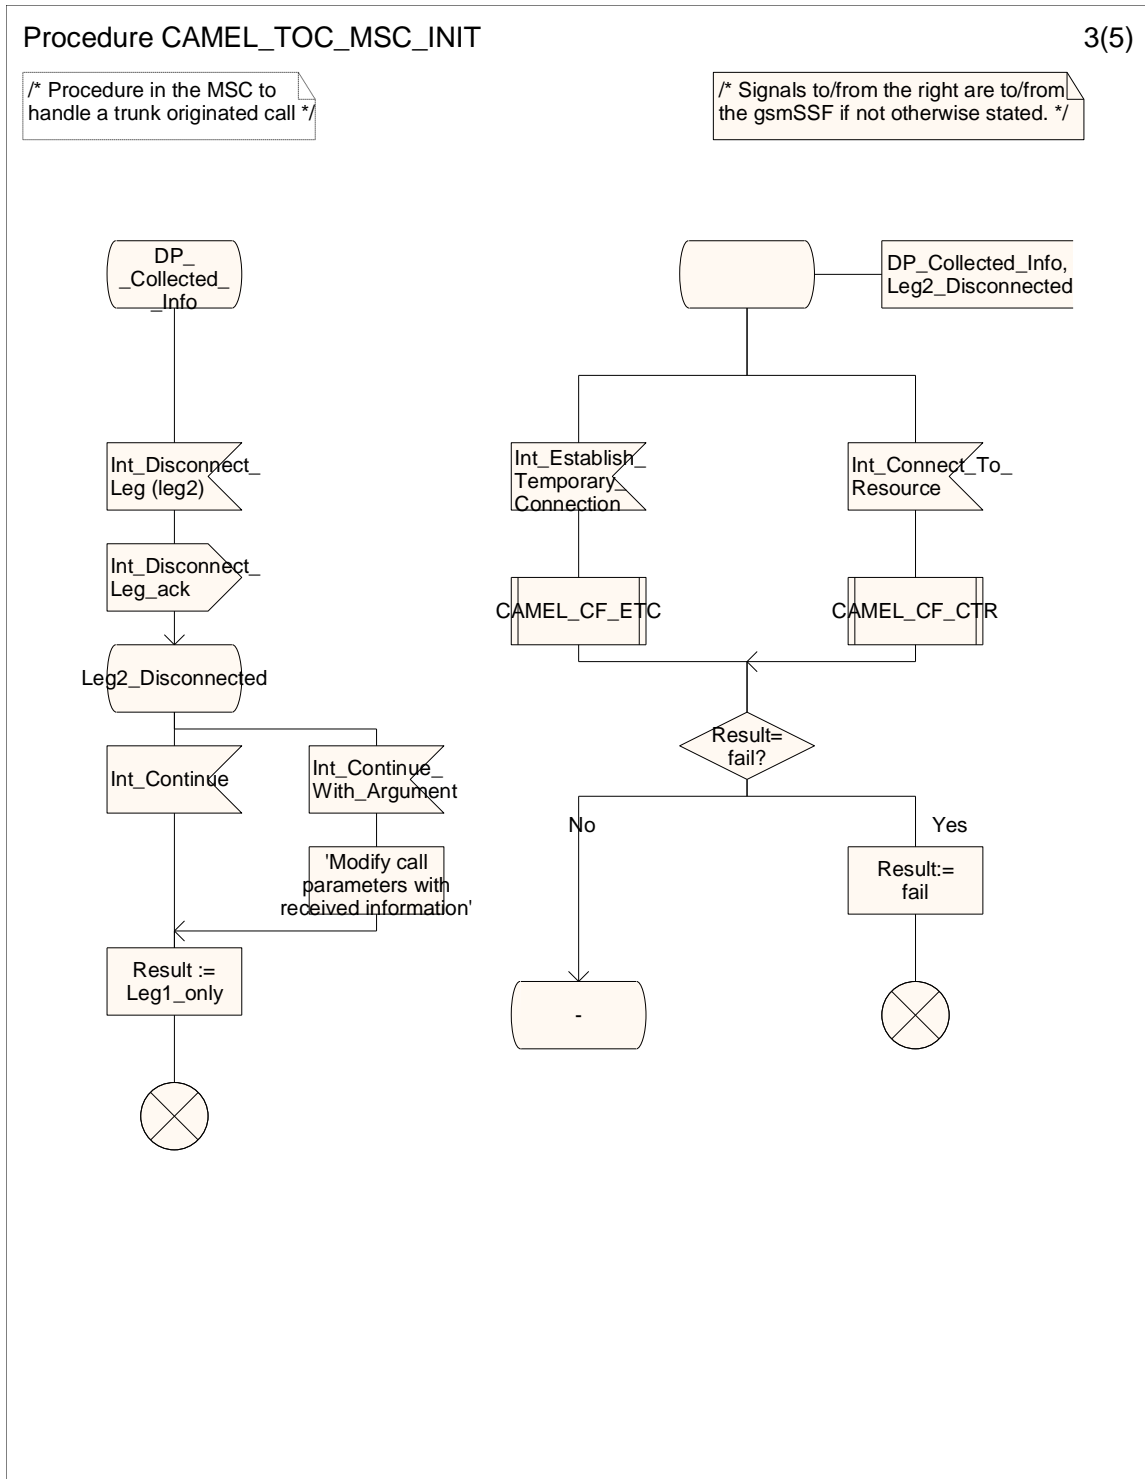 Procedure CAMEL_TOC_MSC_INIT
3(5)
/* Procedure in the MSC to
handle a trunk originated call */
/* Signals to/from the right are to/from
the gsmSSF if not otherwise stated. */
DP_
_Collected_
_Info
DP_Collected_Info,
Leg2_Disconnected
Int_Disconnect_
Leg (leg2)
Int_Establish_
Temporary_
Connection
Int_Connect_To_
Resource
Int_Disconnect_
Leg_ack
CAMEL_CF_ETC
CAMEL_CF_CTR
Leg2_Disconnected
Result=
fail?
Int_Continue
Int_Continue_
With_Argument
No
Yes
'Modify call
parameters with
received information'
Result:=
fail
Result :=
Leg1_only
-